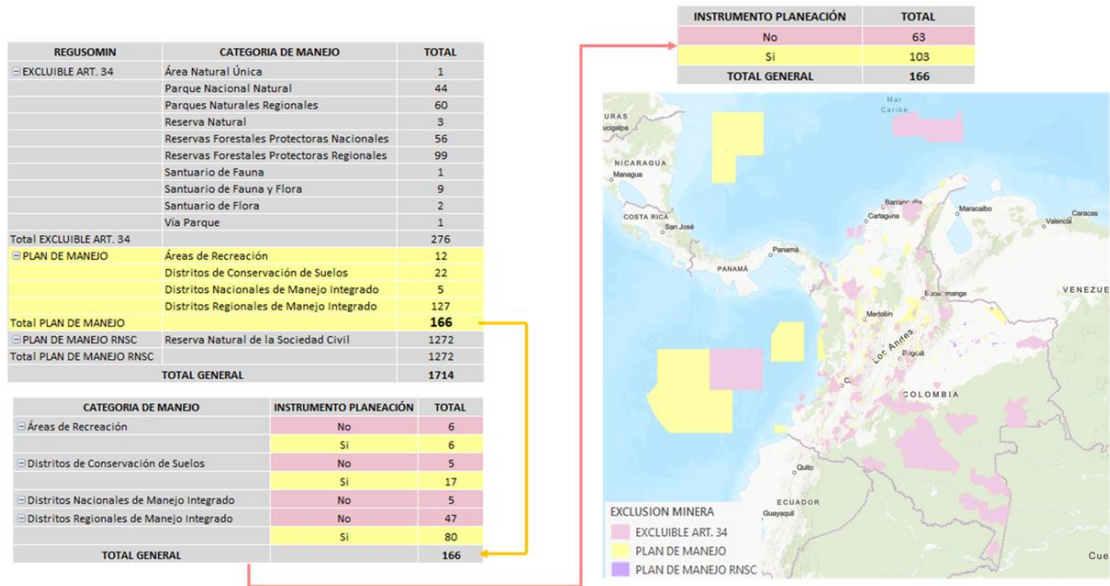 REGUSOMIN CATEGORIA DE MANEJO TOTAL
EXCLUIBLE ART. 34 Área Natural Única 1
Parque Nacional Natural 44
Parques Naturales Regionales 60
Reserva Natural 3
Reservas Forestales Protectoras Nacionales 56
Reservas Forestales Protectoras Regionales 99
Santuario de Fauna 1
Santuario de Fauna y Flora 9
Santuario de Flora 2
Vía Parque 1
Total EXCLUIBLE ART. 34 276
PLAN DE MANEJO Áreas de Recreación 12
Distritos de Conservación de Suelos 22
Distritos Nacionales de Manejo Integrado 5
Distritos Regionales de Manejo Integrado 127
Total PLAN DE MANEJO 166
PLAN DE MANEJO RNSC Reserva Natural de la Sociedad Civil 1272
Total PLAN DE MANEJO RNSC 1272
TOTAL GENERAL 1714
CATEGORIA DE MANEJO INSTRUMENTO PLANEACIÓN TOTAL
Áreas de Recreación No 6
Si 6
Distritos de Conservación de Suelos No 5
Si 17
Distritos Nacionales de Manejo Integrado No 5
Distritos Regionales de Manejo Integrado No 47
Si 80
TOTAL GENERAL 166
INSTRUMENTO PLANEACIÓN TOTAL
No 63
Si 103
TOTAL GENERAL 166
Mar
Caribe
URAS
ucigalpa
NICARAGUA
Managua
COSTA RICA
San José
Panamá
PANAMÁ
Cartagena
Maracaibo
Caracas
Valencia
VENEZUE
Medellín
Los Andes
Bogotá
COLOMBIA
Quito
ECUADOR
Guayaquil
Cue
EXCLUSION MINERA
EXCLUIBLE ART. 34
PLAN DE MANEJO
PLAN DE MANEJO RNSC